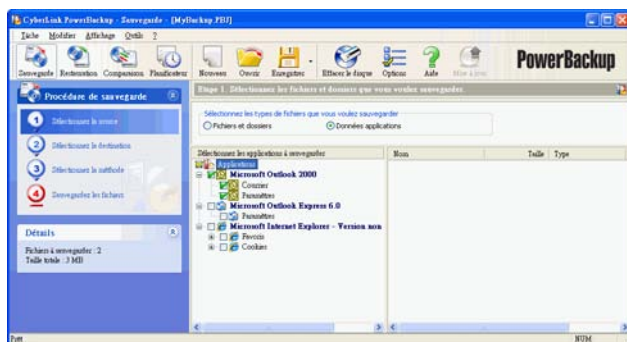 CyberLink PowerBackup - Sauvegarde - [MyBackup.PBJ]
Tâche Modifier Affichage Outils ?
Sauvegarde Restauration Comparaison Planificateur Nouveau Ouvrir Enregistrer Effacer le disque Options Aide Mise à jour PowerBackup
Procédure de sauvegarde
1 Sélectionnez la source
2 Sélectionnez la destination
3 Sélectionnez la méthode
4 Sauvegardez les fichiers
Détails
Fichiers à sauvegarder : 2
Taille totale : 3 MB
Etape 1. Sélectionnez les fichiers et dossiers que vous voulez sauvegarder.
Sélectionnez les types de fichiers que vous voulez sauvegarder
Fichiers et dossiers Données applications
Sélectionnez les applications à sauvegarder
Applications
Microsoft Outlook 2000
Courrier
Paramètres
Microsoft Outlook Express 6.0
Paramètres
Microsoft Internet Explorer - Version non
Favoris
Cookies
Nom Taille Type
Prêt NUM